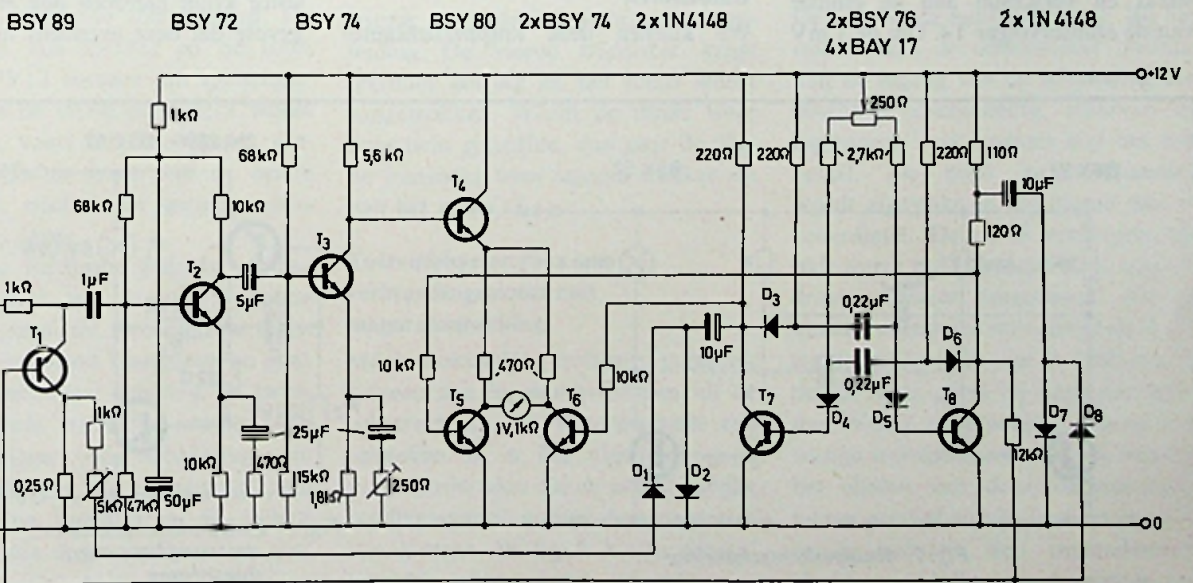 BSY 89 BSY 72 BSY 74 BSY 80 2xBSY 74 2x1N4148 2xBSY 76 2x1N4148
4xBAY 17
+12 V
1kΩ
250Ω
68kΩ 5,6 kΩ 220Ω 220Ω 2,7kΩ 220Ω 110Ω
10µF
68kΩ 10kΩ
T4
120Ω
T2 T3
1kΩ 1µF
5µF
D3 0,22µF
D6
T1
10kΩ 470Ω 10kΩ 10µF
0,22µF
T5 T6 T7 D4 D5 T8
1kΩ
1V,1kΩ
25µF
D1 D2 D7 D8
0,25Ω 5kΩ 47kΩ 50µF 10kΩ 470Ω 15kΩ 1,8kΩ 250Ω 12kΩ
0